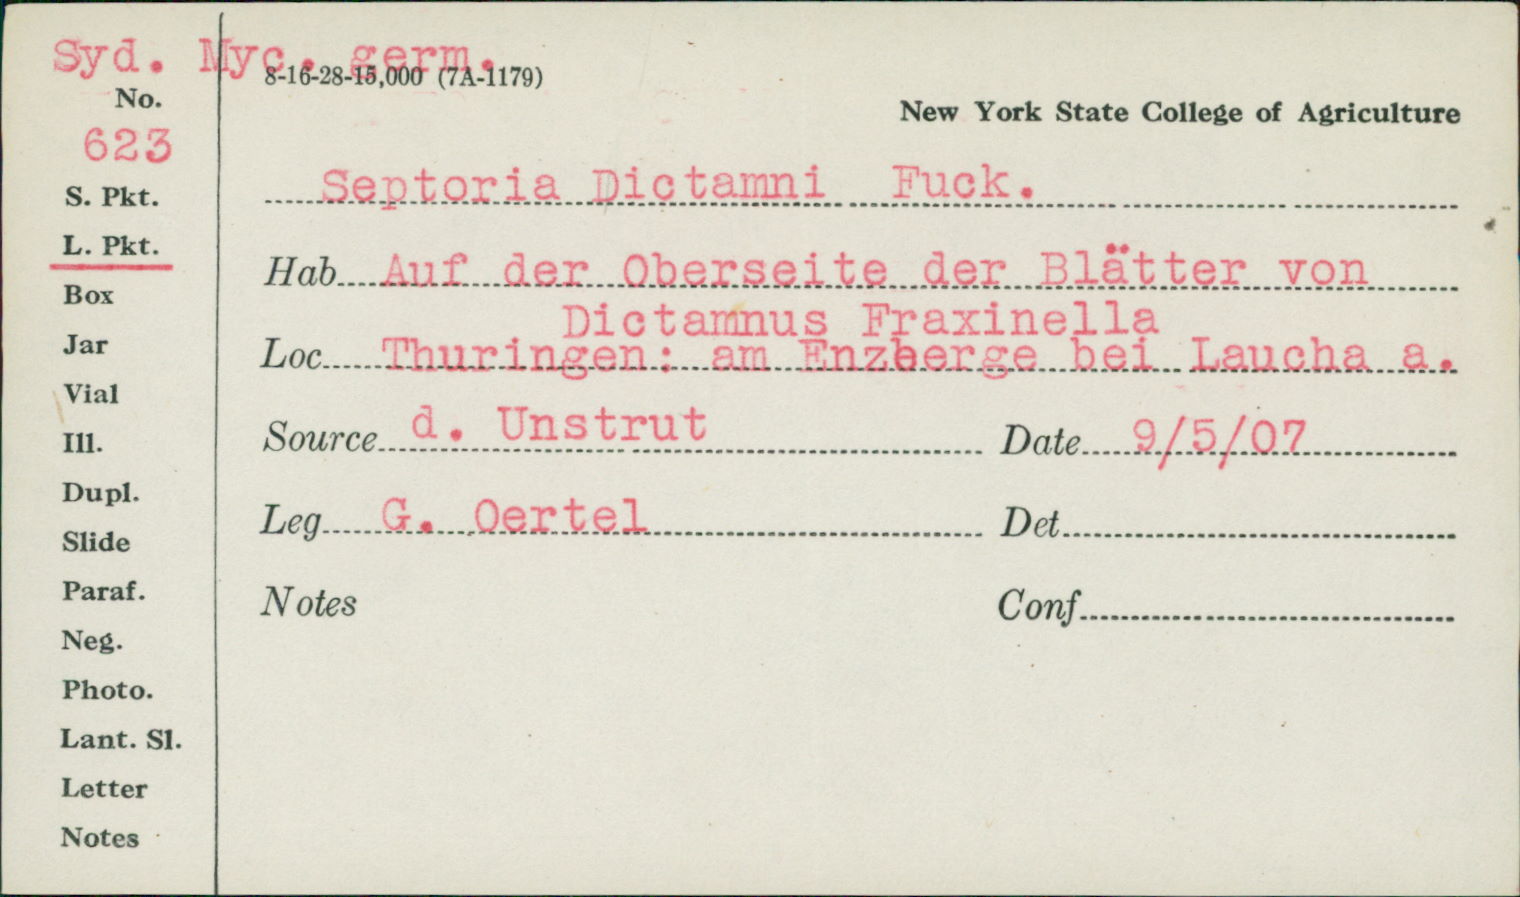 Syd. Myc. germ.
8-16-28-15,000 (7A-1179)
No.
623
New York State College of Agriculture
S. Pkt.
L. Pkt.
Box
Jar
Vial
Ill.
Dupl.
Slide
Paraf.
Neg.
Photo.
Lant. Sl.
Letter
Notes
Septoria Dictamni Fuck.
Hab Auf der Oberseite der Blätter von
Dictamnus Fraxinella
Loc Thuringen: am Enzberge bei Laucha a.
Source d. Unstrut Date 9/5/07
Leg G. Oertel Det
Notes Conf